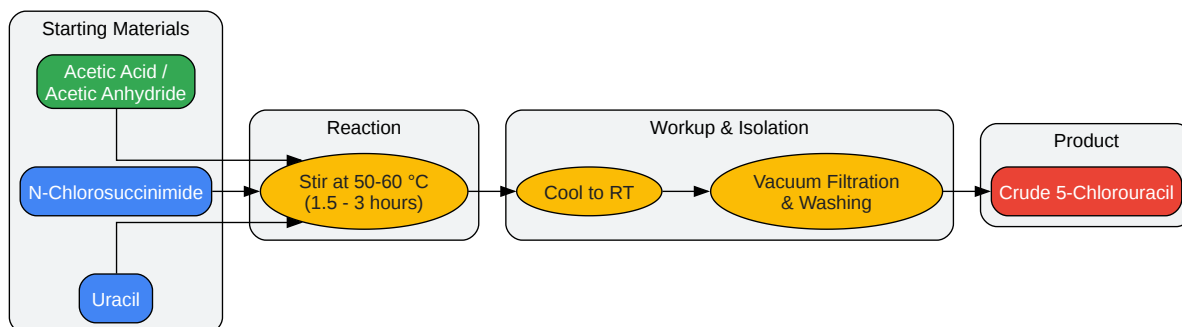 Starting Materials
Acetic Acid /
Acetic Anhydride
N-Chlorosuccinimide
Uracil
Reaction
Stir at 50-60 °C
(1.5 - 3 hours)
Workup & Isolation
Cool to RT
Vacuum Filtration
& Washing
Product
Crude 5-Chlorouracil